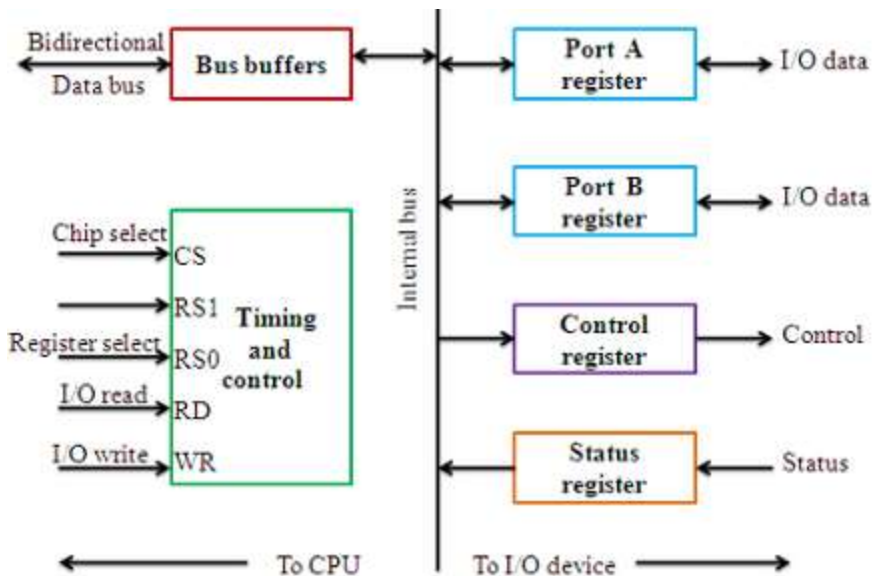 Bidirectional
Data bus
Bus buffers
Port A
register
I/O data
Port B
register
I/O data
Internal bus
Chip select
CS
RS1
Register select
RS0
I/O read
RD
I/O write
WR
Timing
and
control
Control
register
Control
Status
register
Status
To CPU
To I/O device